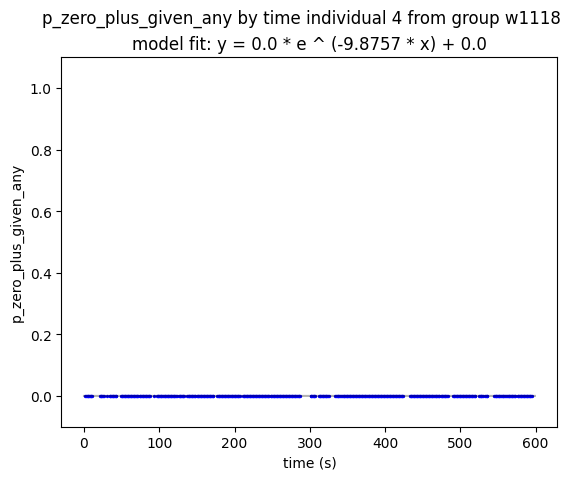 p_zero_plus_given_any by time individual 4 from group w1118
model fit: y = 0.0 * e ^ (-9.8757 * x) + 0.0
1.0
0.8
0.6
0.4
0.2
0.0
p_zero_plus_given_any
0 100 200 300 400 500 600
time (s)